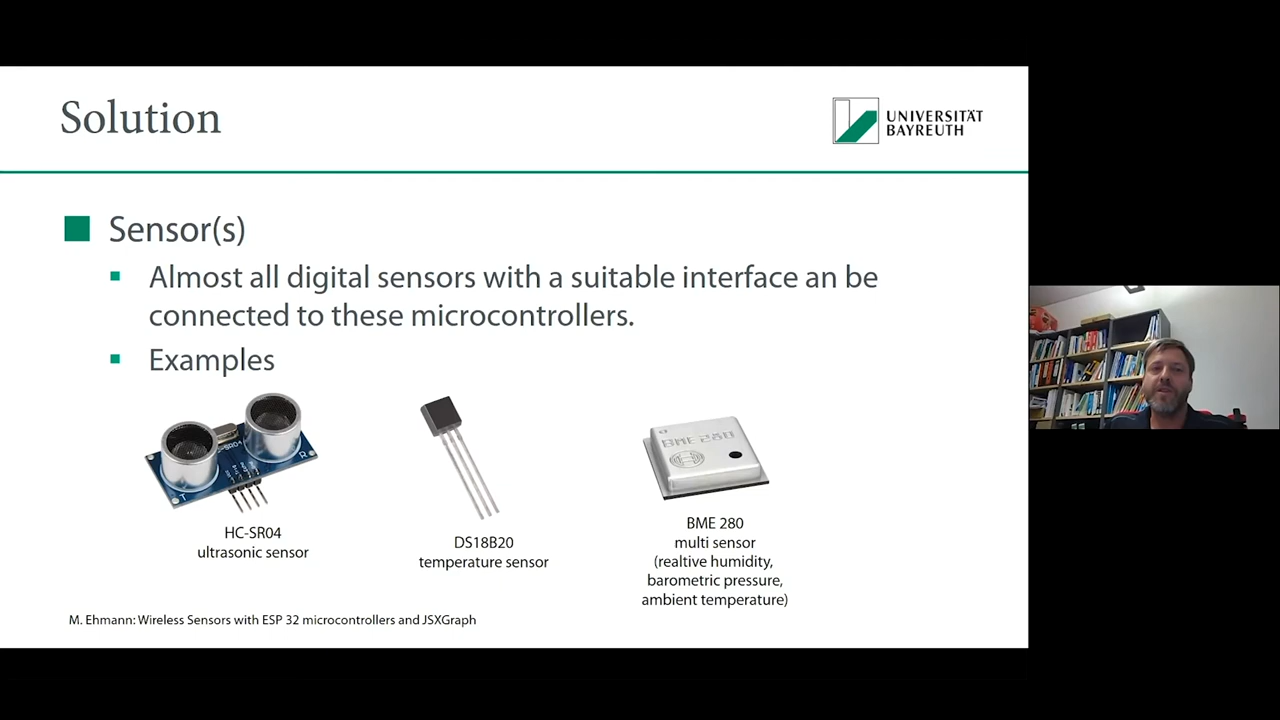 Solution
UNIVERSITÄT
BAYREUTH
Sensor(s)
Almost all digital sensors with a suitable interface an be
connected to these microcontrollers.
Examples
T
R
BME 280
HC-SR04
ultrasonic sensor
DS18B20
temperature sensor
BME 280
multi sensor
(realtive humidity,
barometric pressure,
ambient temperature)
M. Ehmann: Wireless Sensors with ESP 32 microcontrollers and JSXGraph